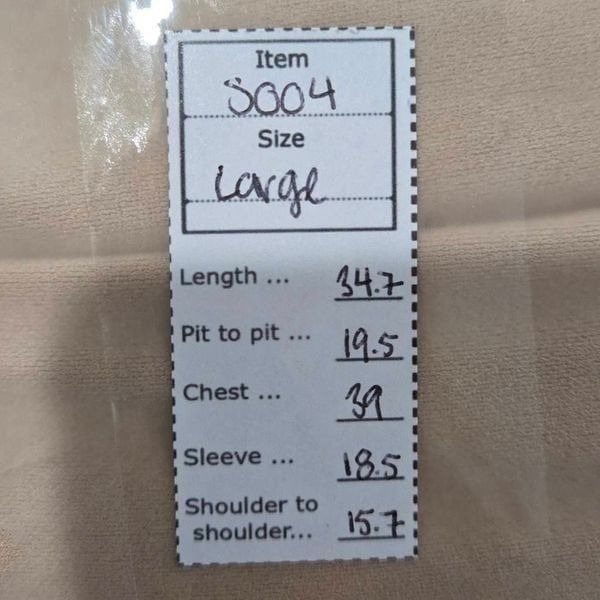 Item
S004
Size
Large
Length ... 34.7
Pit to pit ... 19.5
Chest ... 39
Sleeve ... 18.5
Shoulder to
shoulder... 15.7